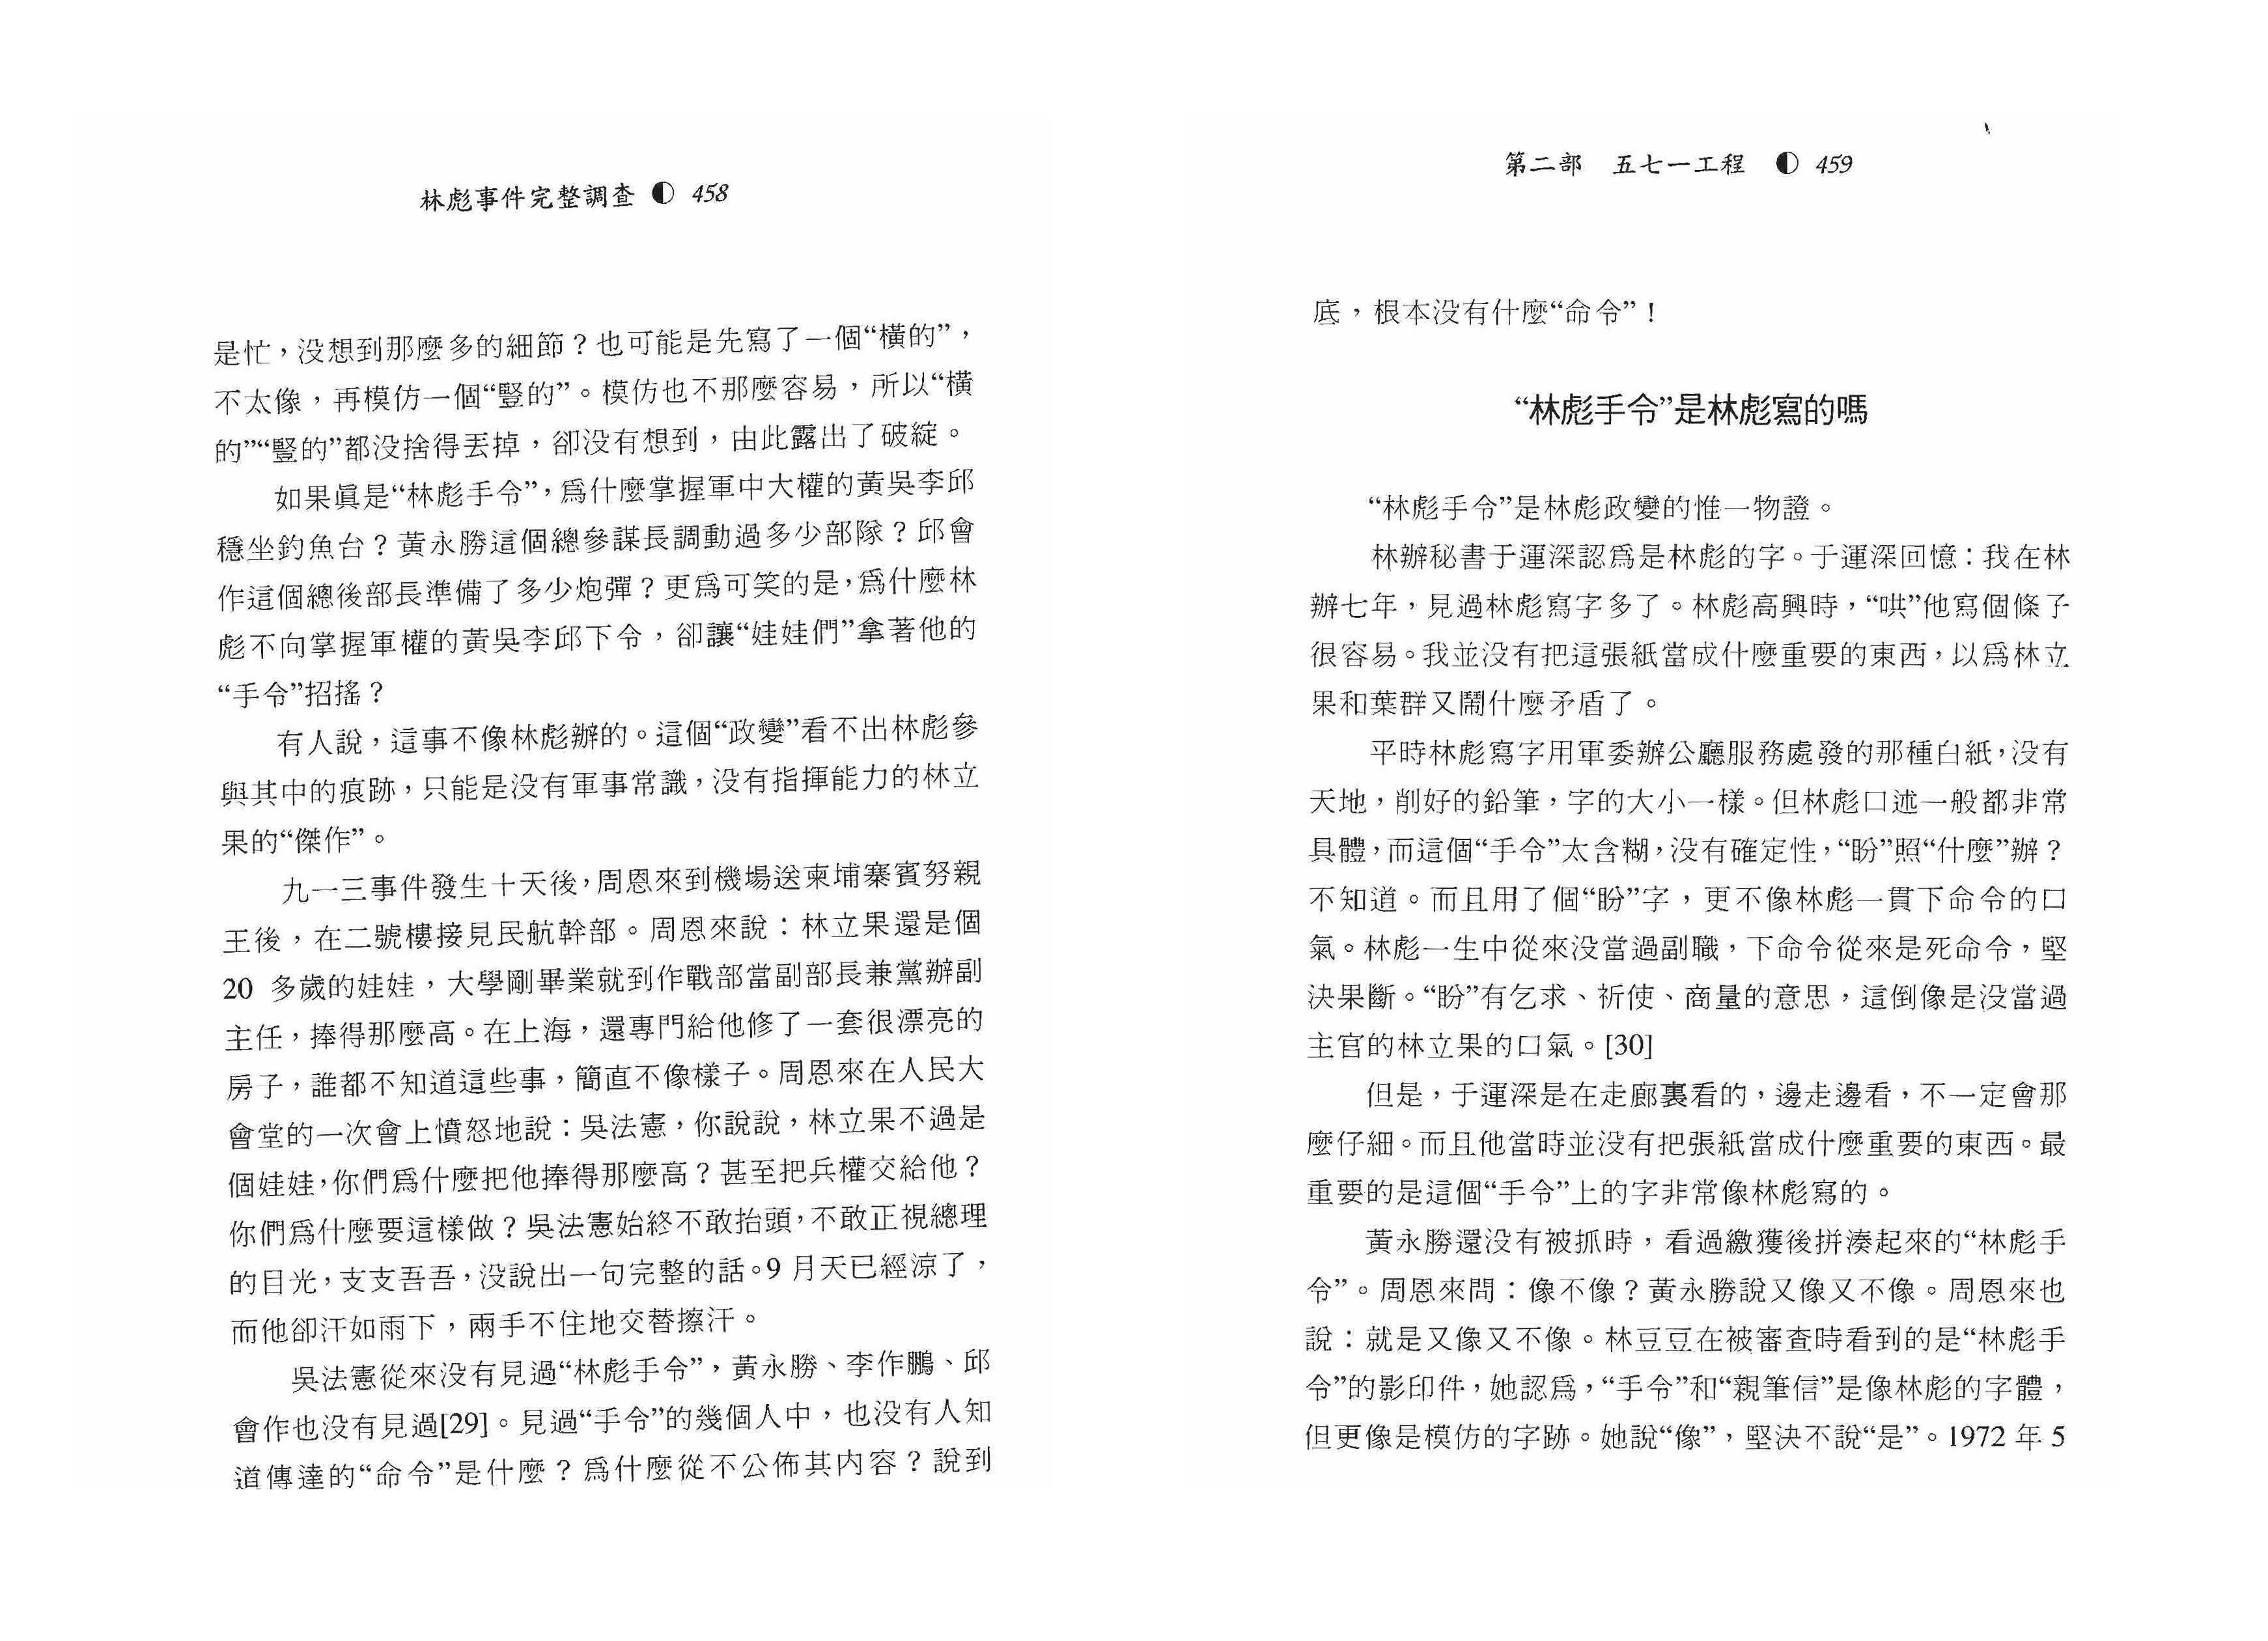 林彪事件完整調查 ◐ 458
是忙，没想到那麼多的細節？也可能是先寫了一個“橫的”，
不太像，再模仿一個“豎的”。模仿也不那麼容易，所以“橫
的”“豎的”都没捨得丟掉，卻没有想到，由此露出了破綻。
如果眞是“林彪手令”，爲什麼掌握軍中大權的黃吳李邱
穩坐釣魚台？黃永勝這個總參謀長調動過多少部隊？邱會
作這個總後部長準備了多少炮彈？更爲可笑的是，爲什麼林
彪不向掌握軍權的黃吳李邱下令，卻讓“娃娃們”拿著他的
“手令”招搖？
有人說，這事不像林彪辦的。這個“政變”看不出林彪參
與其中的痕跡，只能是没有軍事常識，没有指揮能力的林立
果的“傑作”。
九一三事件發生十天後，周恩來到機場送柬埔寨賓努親
王後，在二號樓接見民航幹部。周恩來說：林立果還是個
20 多歲的娃娃，大學剛畢業就到作戰部當副部長兼黨辦副
主任，捧得那麼高。在上海，還專門給他修了一套很漂亮的
房子，誰都不知道這些事，簡直不像樣子。周恩來在人民大
會堂的一次會上憤怒地說：吳法憲，你說說，林立果不過是
個娃娃，你們爲什麼把他捧得那麼高？甚至把兵權交給他？
你們爲什麼要這樣做？吳法憲始終不敢抬頭，不敢正視總理
的目光，支支吾吾，没說出一句完整的話。9 月天已經涼了，
而他卻汗如雨下，兩手不住地交替擦汗。
吳法憲從來没有見過“林彪手令”，黃永勝、李作鵬、邱
會作也没有見過[29]。見過“手令”的幾個人中，也没有人知
道傳達的“命令”是什麼？爲什麼從不公佈其内容？說到
第二部 五七一工程 ◐ 459
底，根本没有什麼“命令”！
“林彪手令”是林彪寫的嗎
“林彪手令”是林彪政變的惟一物證。
林辦秘書于運深認爲是林彪的字。于運深回憶：我在林
辦七年，見過林彪寫字多了。林彪高興時，“哄”他寫個條子
很容易。我並没有把這張紙當成什麼重要的東西，以爲林立
果和葉群又鬧什麼矛盾了。
平時林彪寫字用軍委辦公廳服務處發的那種白紙，没有
天地，削好的鉛筆，字的大小一樣。但林彪口述一般都非常
具體，而這個“手令”太含糊，没有確定性，“盼”照“什麼”辦？
不知道。而且用了個“盼”字，更不像林彪一貫下命令的口
氣。林彪一生中從來没當過副職，下命令從來是死命令，堅
決果斷。“盼”有乞求、祈使、商量的意思，這倒像是没當過
主官的林立果的口氣。[30]
但是，于運深是在走廊裏看的，邊走邊看，不一定會那
麼仔細。而且他當時並没有把張紙當成什麼重要的東西。最
重要的是這個“手令”上的字非常像林彪寫的。
黃永勝還没有被抓時，看過繳獲後拼湊起來的“林彪手
令”。周恩來問：像不像？黃永勝說又像又不像。周恩來也
說：就是又像又不像。林豆豆在被審查時看到的是“林彪手
令”的影印件，她認爲，“手令”和“親筆信”是像林彪的字體，
但更像是模仿的字跡。她說“像”，堅決不說“是”。1972 年 5